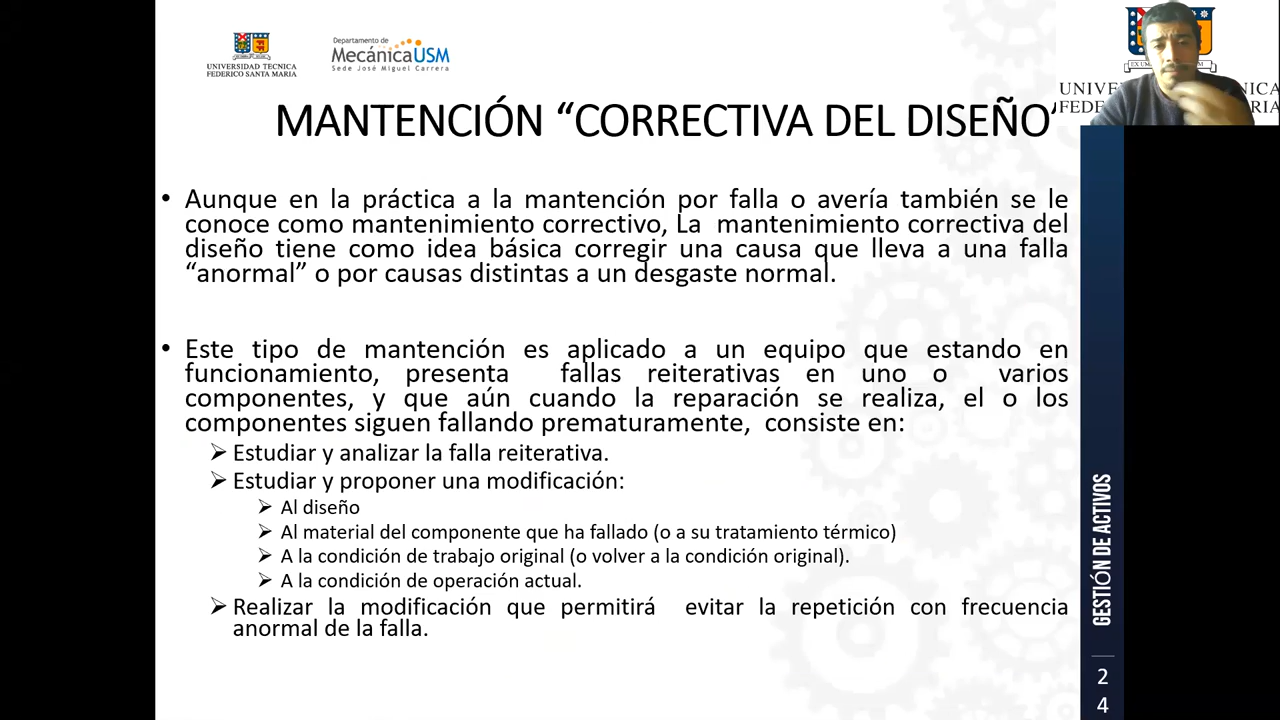 UNIVERSIDAD TECNICA
FEDERICO SANTA MARIA
Departamento de
MecánicaUSM
Sede José Miguel Carrera
MANTENCIÓN “CORRECTIVA DEL DISEÑO”
• Aunque en la práctica a la mantención por falla o avería también se le
conoce como mantenimiento correctivo, La mantenimiento correctiva del
diseño tiene como idea básica corregir una causa que lleva a una falla
“anormal” o por causas distintas a un desgaste normal.
• Este tipo de mantención es aplicado a un equipo que estando en
funcionamiento, presenta fallas reiterativas en uno o varios
componentes, y que aún cuando la reparación se realiza, el o los
componentes siguen fallando prematuramente, consiste en:
➢ Estudiar y analizar la falla reiterativa.
➢ Estudiar y proponer una modificación:
➢ Al diseño
➢ Al material del componente que ha fallado (o a su tratamiento térmico)
➢ A la condición de trabajo original (o volver a la condición original).
➢ A la condición de operación actual.
➢ Realizar la modificación que permitirá evitar la repetición con frecuencia
anormal de la falla.
GESTIÓN DE ACTIVOS
2
4